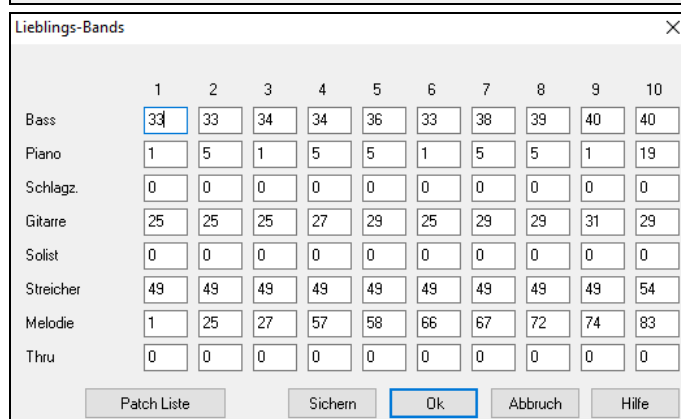 Lieblings-Bands
1 2 3 4 5 6 7 8 9 10
Bass 33 33 34 34 36 33 38 39 40 40
Piano 1 5 1 5 5 1 5 5 1 19
Schlagz. 0 0 0 0 0 0 0 0 0 0
Gitarre 25 25 25 27 29 25 29 29 31 29
Solist 0 0 0 0 0 0 0 0 0 0
Streicher 49 49 49 49 49 49 49 49 49 54
Melodie 1 25 27 57 58 66 67 72 74 83
Thru 0 0 0 0 0 0 0 0 0 0
Patch Liste Sichern Ok Abbruch Hilfe